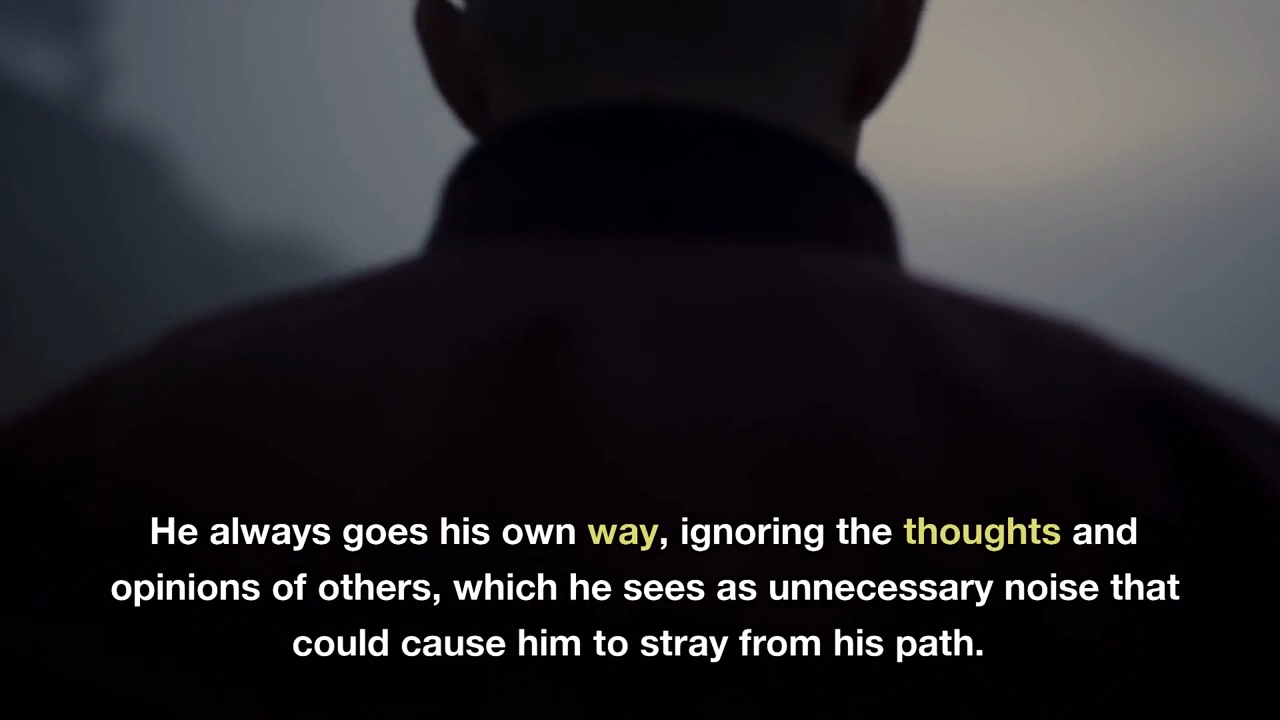 He always goes his own way, ignoring the thoughts and
opinions of others, which he sees as unnecessary noise that
could cause him to stray from his path.